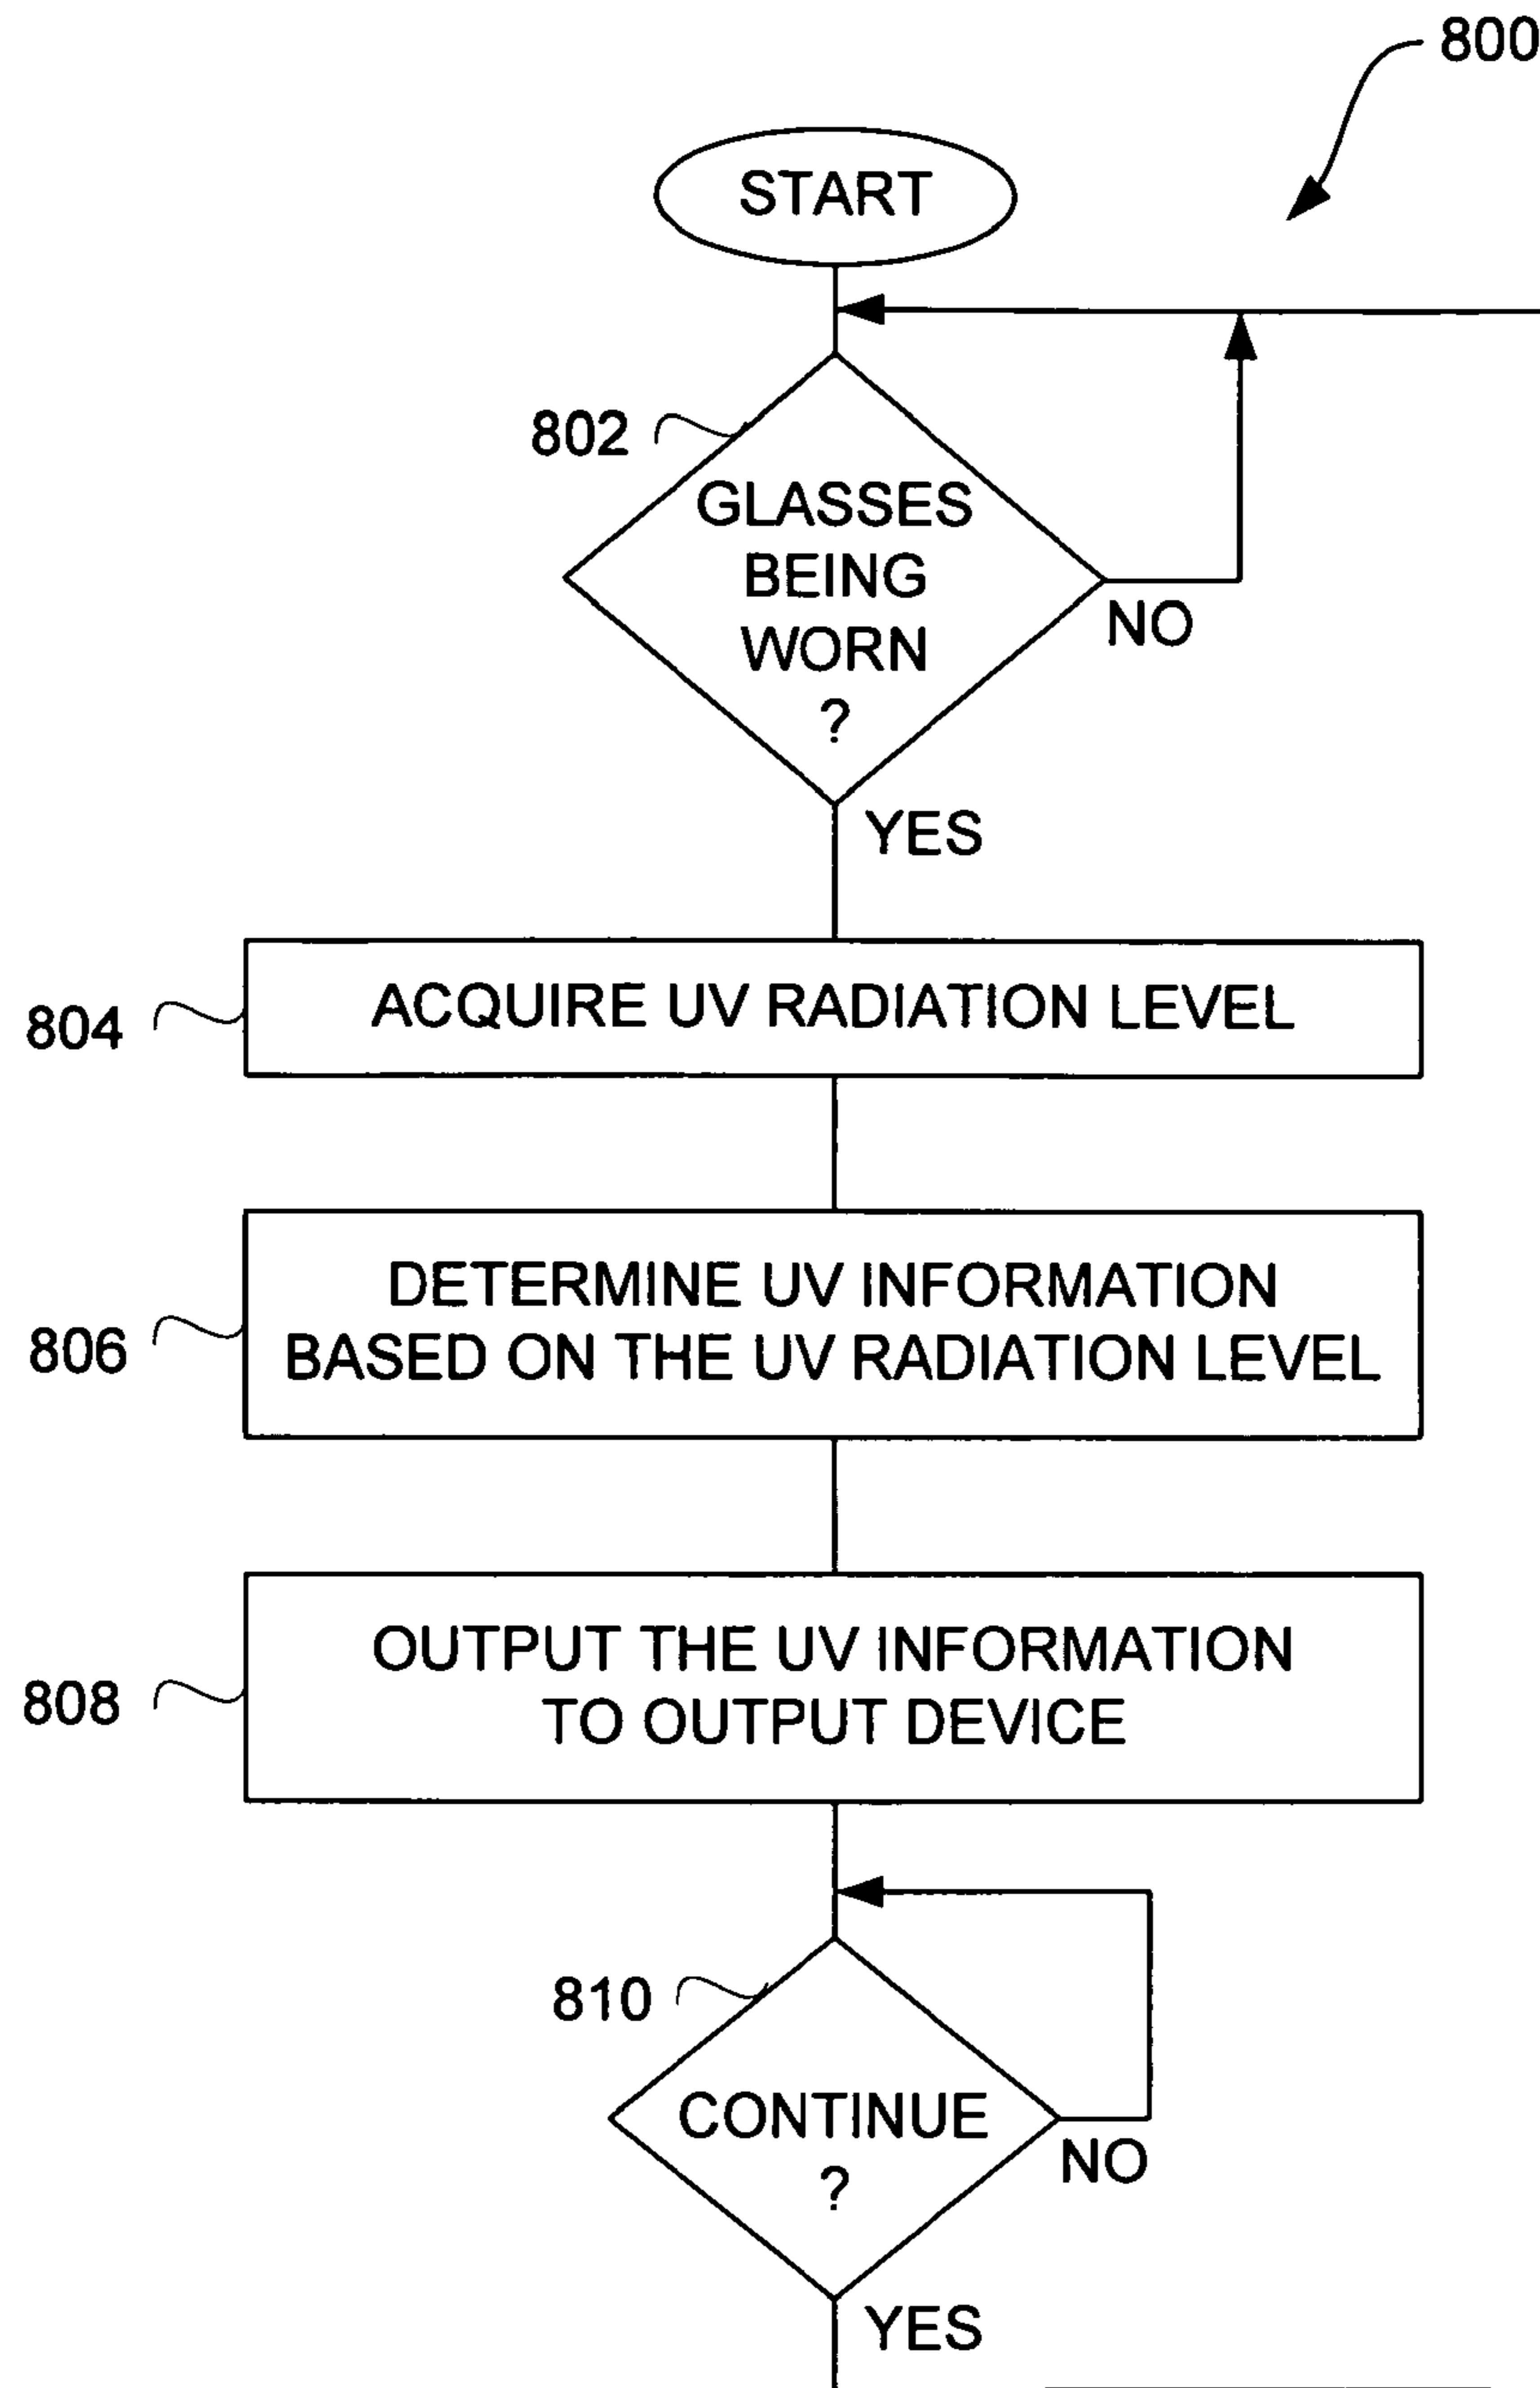 800
START
802
GLASSES
BEING
WORN
?
NO
YES
804
ACQUIRE UV RADIATION LEVEL
806
DETERMINE UV INFORMATION
BASED ON THE UV RADIATION LEVEL
808
OUTPUT THE UV INFORMATION
TO OUTPUT DEVICE
810
CONTINUE
?
NO
YES